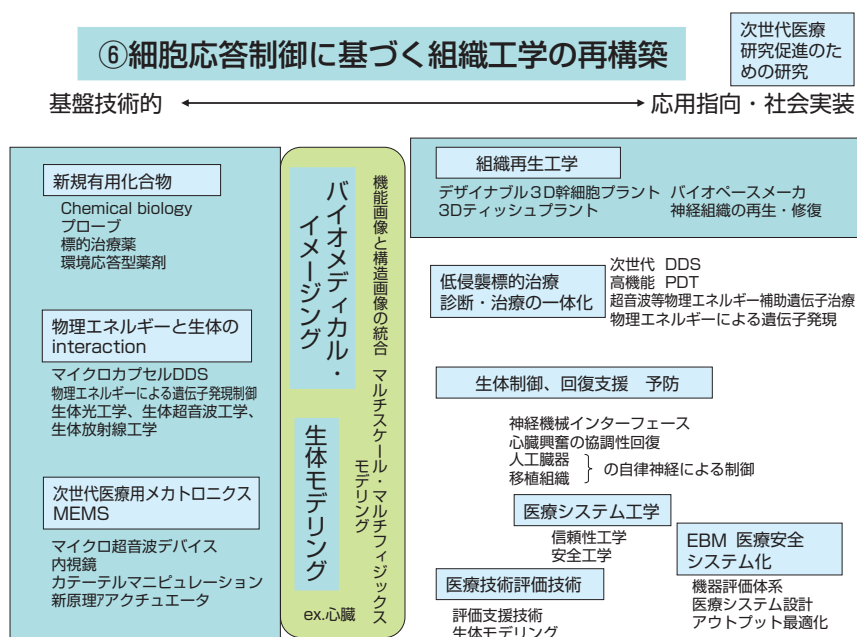 ⑥細胞応答制御に基づく組織工学の再構築
次世代医療
研究促進のた
めの研究
基盤技術的
応用指向・社会実装
新規有用化合物
Chemical biology
プローブ
標的治療薬
環境応答型薬剤
物理エネルギーと生体の
interaction
マイクロカプセルDDS
物理エネルギーによる遺伝子発現制御
生体光工学、生体超音波工学、
生体放射線工学
次世代医療用メカトロニクス
MEMS
マイクロ超音波デバイス
内視鏡
カテーテルマニピュレーション
新原理アアクチュエータ
バイオメディカル・
イメージング
機能画像と構造画像の統合
生体モデリング
マルチスケール・マルチフィジックス
モデリング
ex.心臓
組織再生工学
デザイナブル3D幹細胞プラント バイオペースメーカ
3Dティッシュプラント 神経組織の再生・修復
低侵襲標的治療
診断・治療の一体化
次世代 DDS
高機能 PDT
超音波等物理エネルギー補助遺伝子治療
物理エネルギーによる遺伝子発現
生体制御、回復支援 予防
神経機械インターフェース
心臓興奮の協調性回復
人工臓器
移植組織 } の自律神経による制御
医療システム工学
信頼性工学
安全工学
EBM 医療安全
システム化
機器評価体系
医療システム設計
アウトプット最適化
医療技術評価技術
評価支援技術
生体モデリング